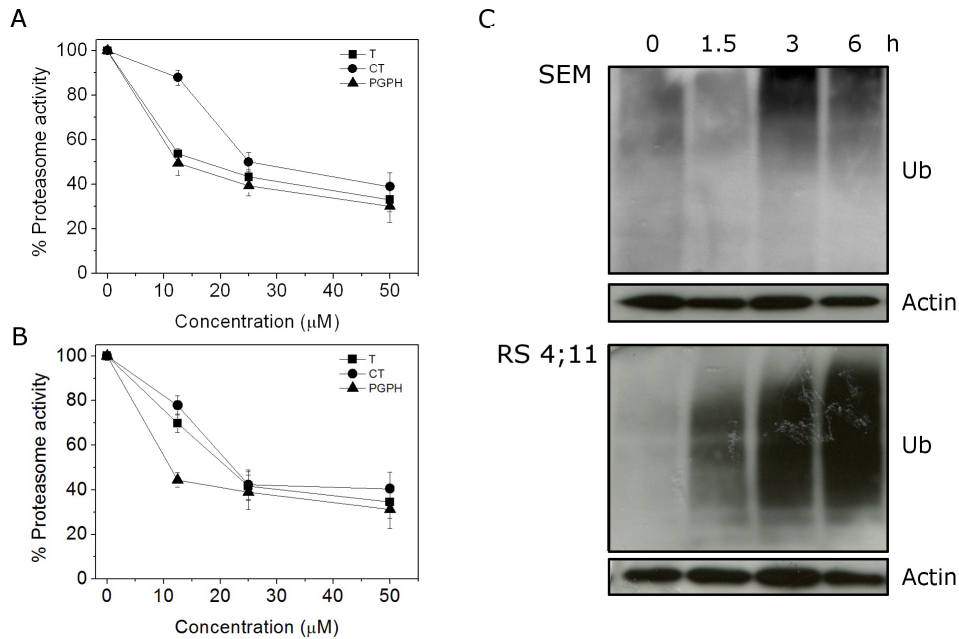 A
% Proteasome activity
100
80
60
40
20
0
T
CT
PGPH
0 10 20 30 40 50
Concentration (μM)
B
% Proteasome activity
100
80
60
40
20
0
T
CT
PGPH
0 10 20 30 40 50
Concentration (μM)
C
0 1.5 3 6 h
SEM
Ub
Actin
RS 4;11
Ub
Actin